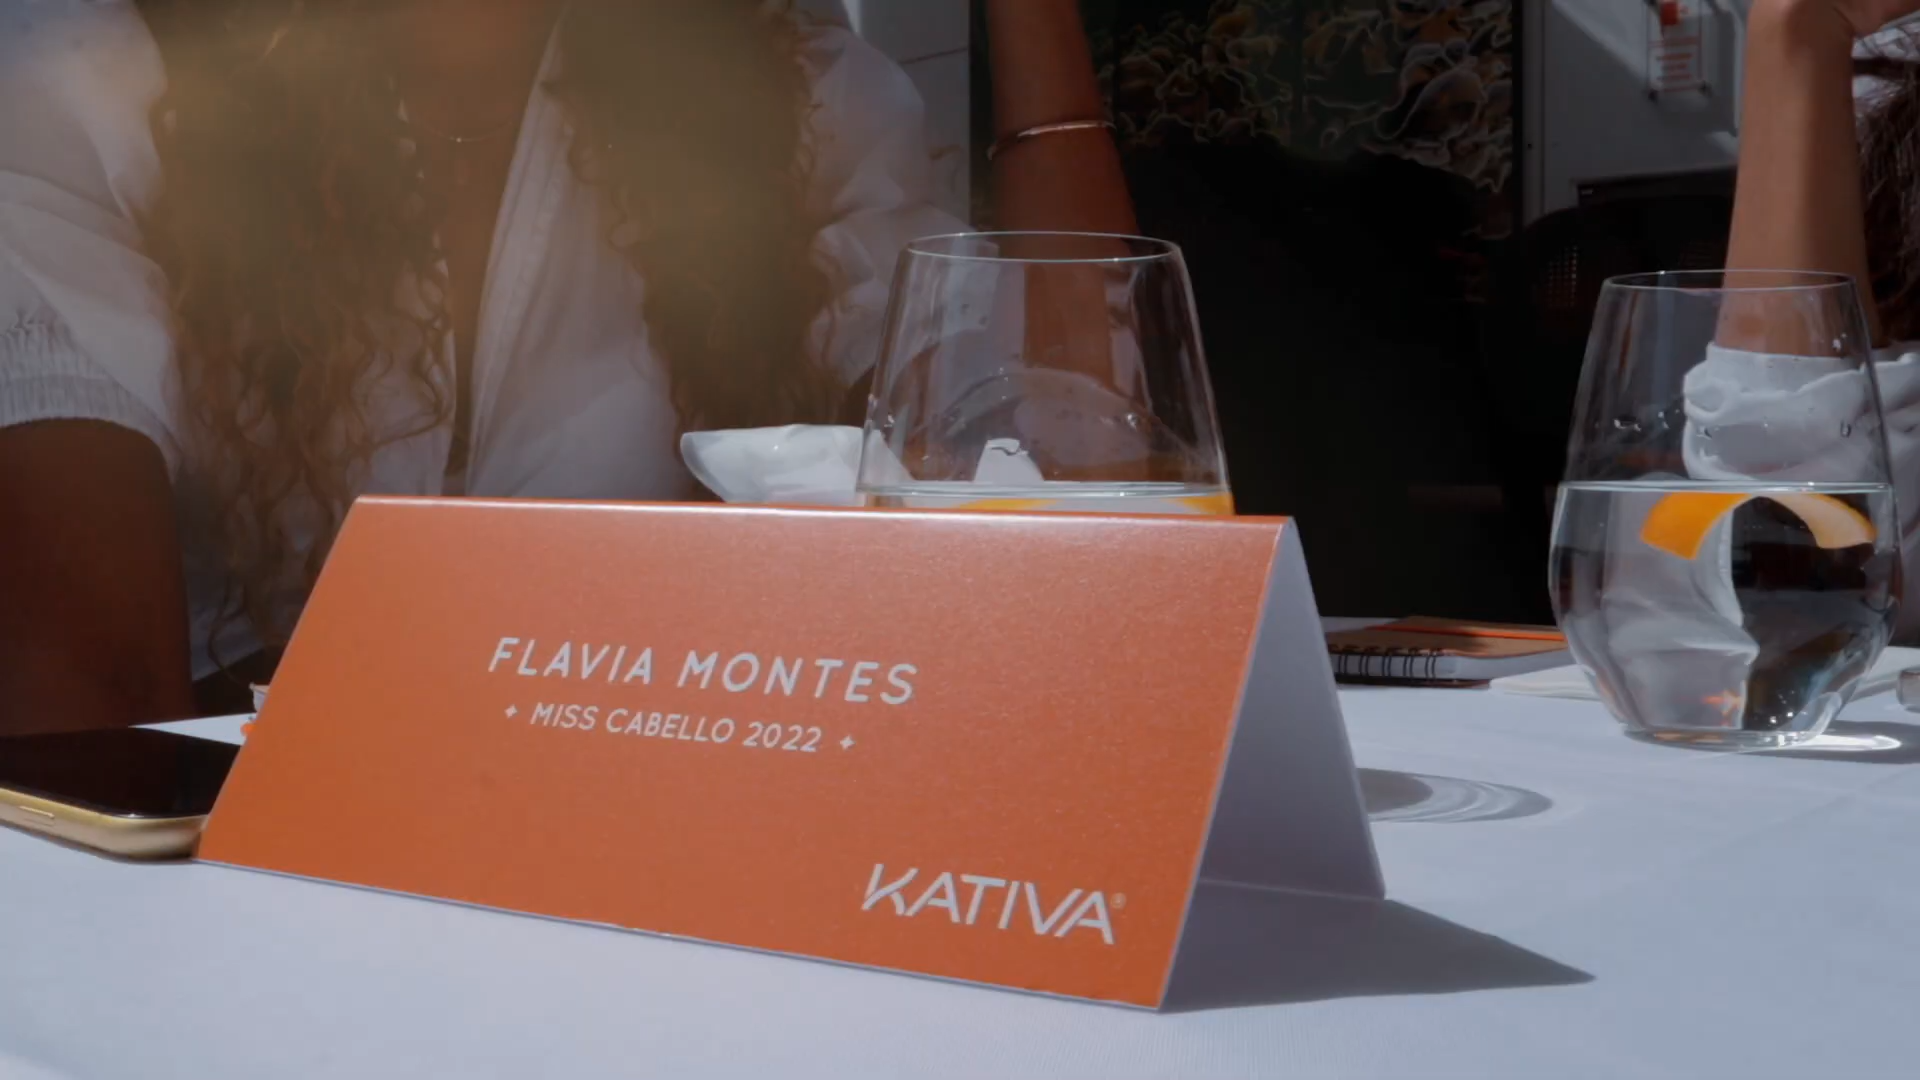 FLAVIA MONTES
✦ MISS CABELLO 2022 ✦
KATIVA®